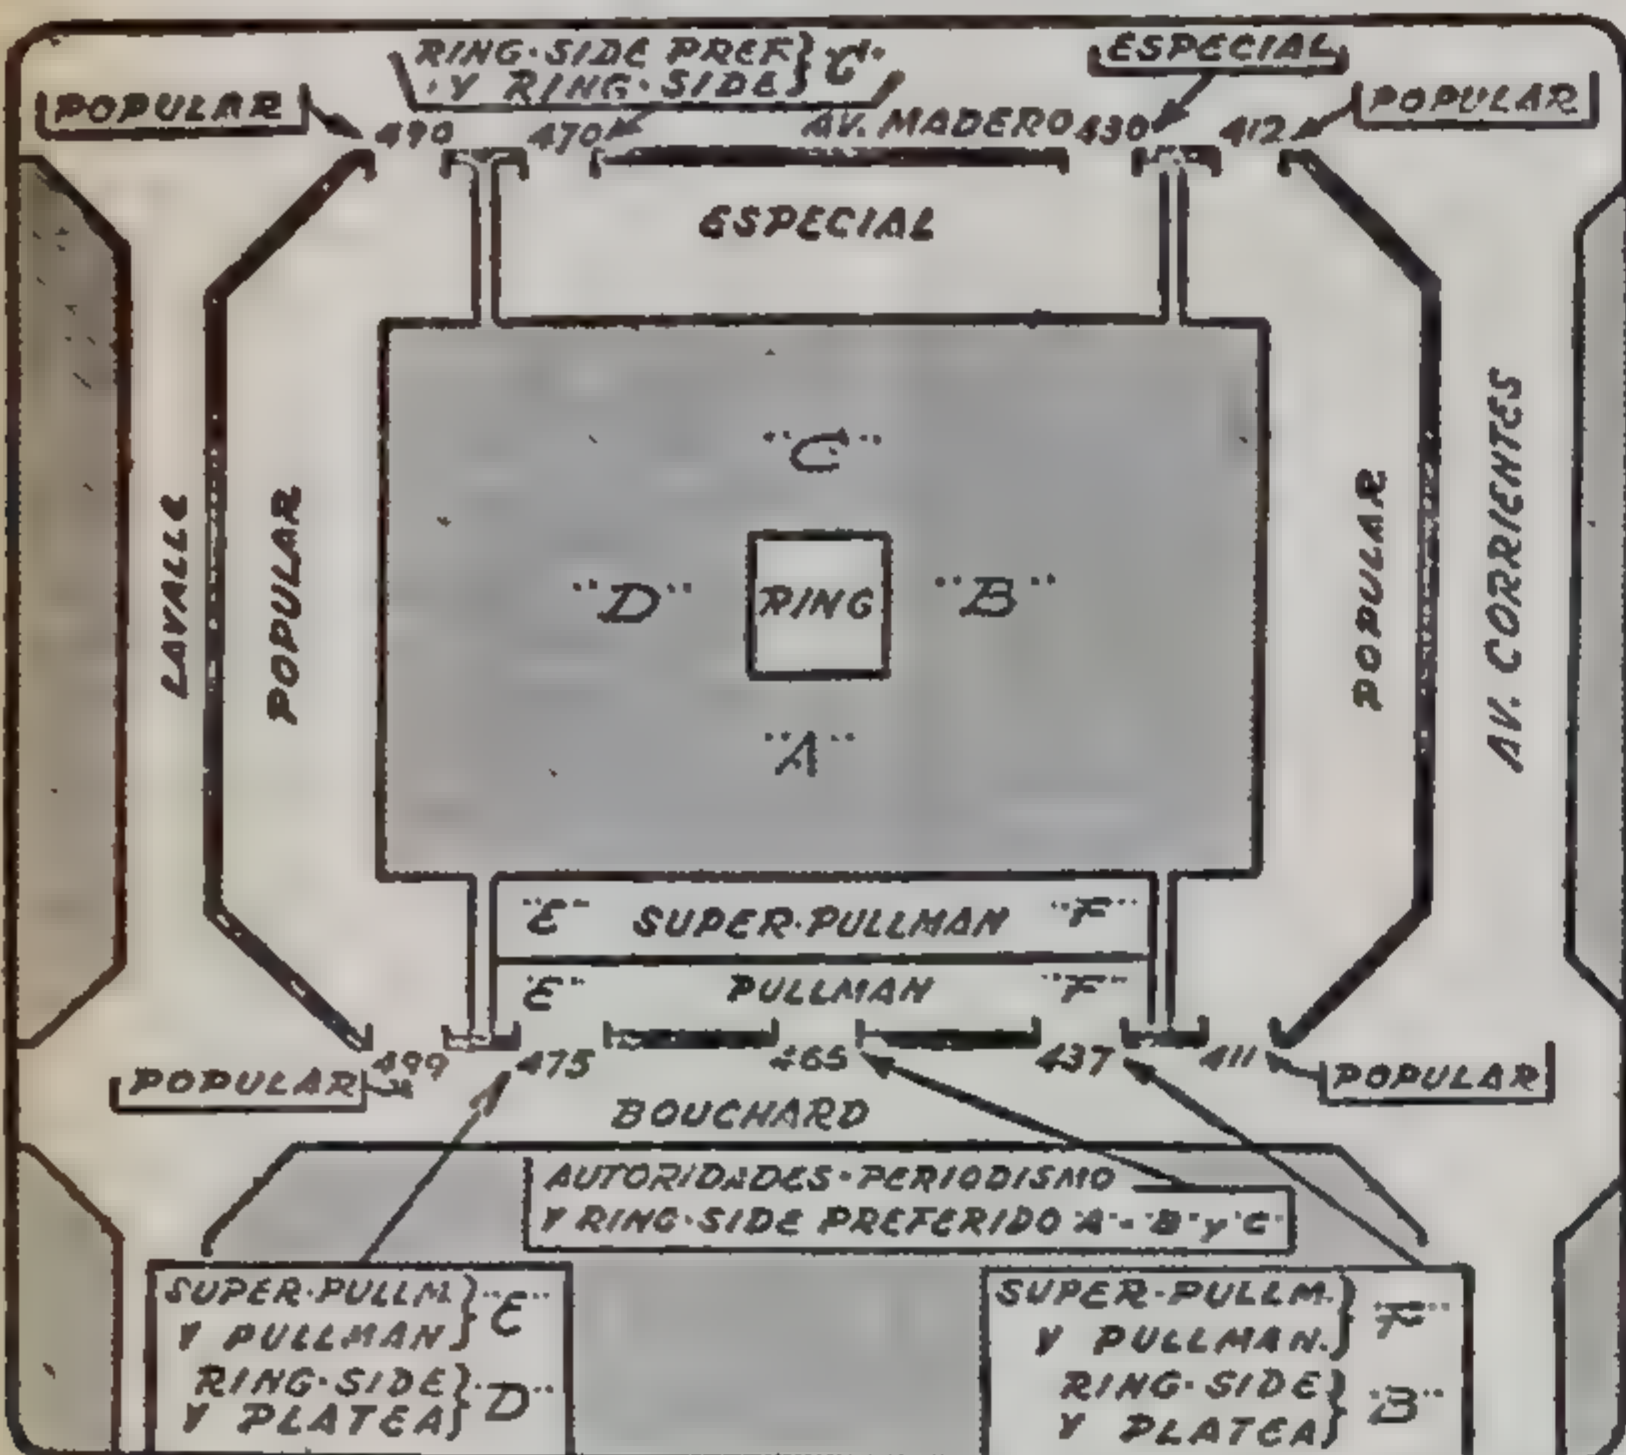 RING-SIDE PREF.
Y RING-SIDE } "C"
ESPECIAL
POPULAR
POPULAR
490
470
AV. MADERO
430
412
ESPECIAL
"C"
LAVALLE
POPULAR
"D"
RING
"B"
POPULAR
AV. CORRIENTES
"A"
"E" SUPER-PULLMAN "F"
"E" PULLMAN "F"
499
475
465
437
411
POPULAR
POPULAR
BOUCHARD
AUTORIDADES-PERIODISMO
Y RING-SIDE PREFERIDO "A"-"B" y "C"
SUPER-PULLM.
Y PULLMAN } "E"
RING-SIDE
Y PLATEA } "D"
SUPER-PULLM.
Y PULLMAN. } "F"
RING-SIDE
Y PLATEA } "B"